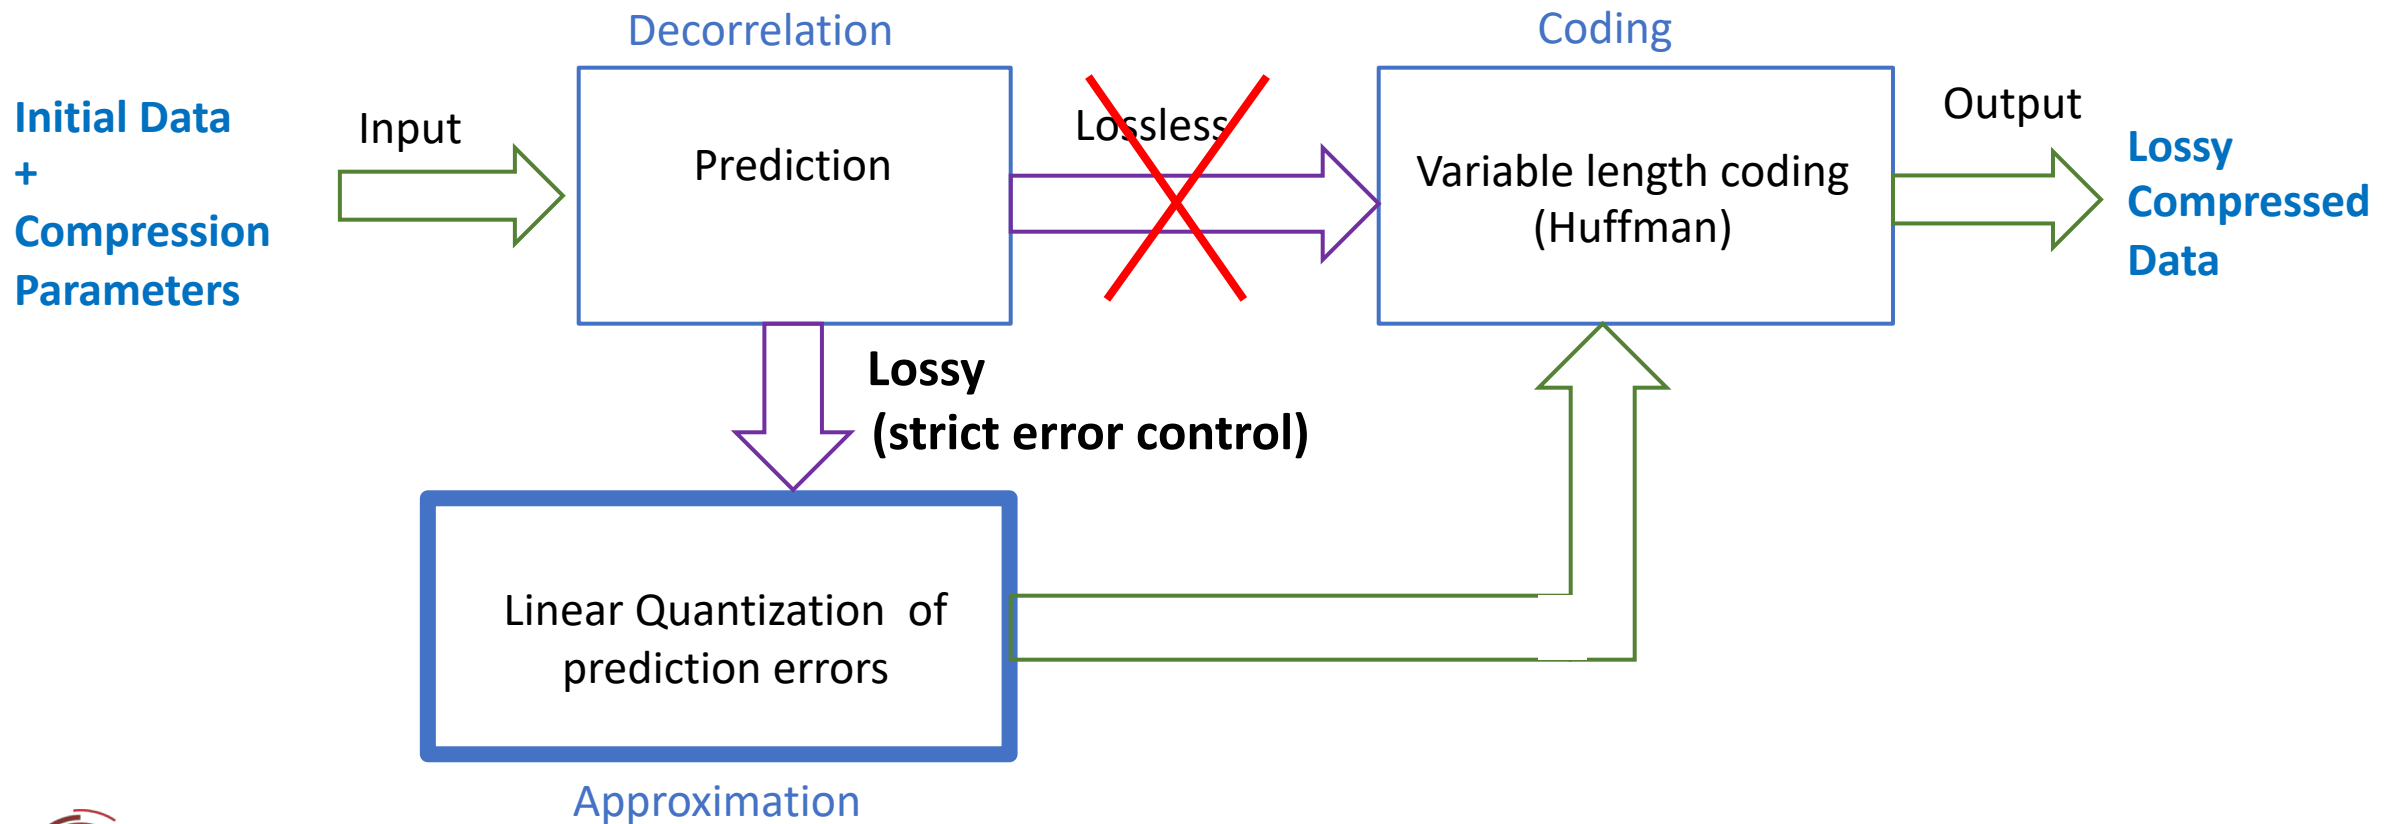 Decorrelation
Coding
Initial Data
+
Compression
Parameters
Input
Prediction
Lossless
Variable length coding
(Huffman)
Output
Lossy
Compressed
Data
Lossy
(strict error control)
Linear Quantization  of
prediction errors
Approximation